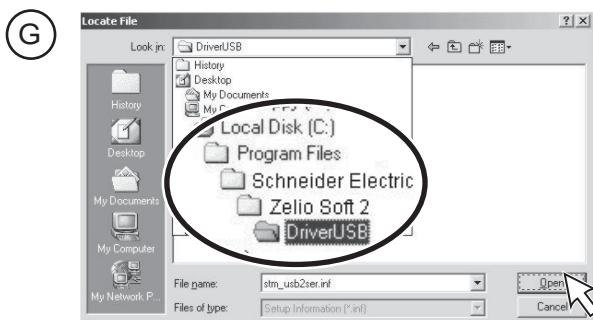 G
Locate File
Look in: DriverUSB
History
Desktop
My Documents
Local Disk (C:)
Program Files
Schneider Electric
Zelio Soft 2
DriverUSB
History
Desktop
My Documents
My Computer
My Network P...
File name: stm_usb2ser.inf Open
Files of type: Setup Information (*.inf) Cancel